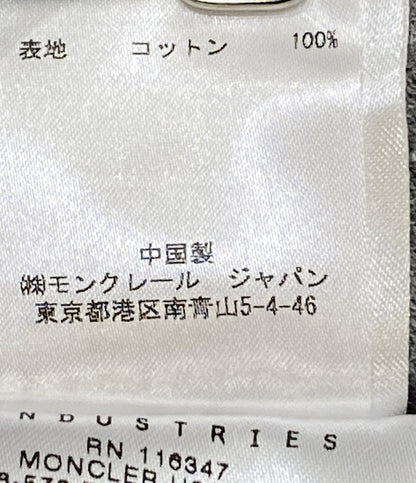 表地 コットン 100%
中国製
㈱モンクレール ジャパン
東京都港区南青山5-4-46
INDUSTRIES
RN 116347
MONCLER